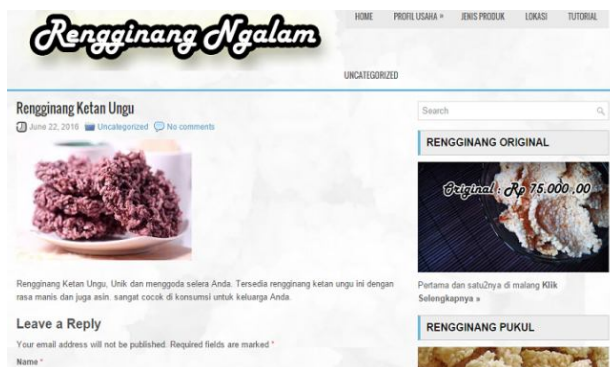 Rengginang Ngalam
HOME PROFIL USAHA » JENIS PRODUK LOKASI TUTORIAL
UNCATEGORIZED
Rengginang Ketan Ungu
June 22, 2016 Uncategorized No comments
Rengginang Ketan Ungu, Unik dan menggoda selera Anda. Tersedia rengginang ketan ungu ini dengan
rasa manis dan juga asin. sangat cocok di konsumsi untuk keluarga Anda.
Leave a Reply
Your email address will not be published. Required fields are marked *
Name *
Search
RENGGINANG ORIGINAL
Original : Rp 75.000 ,00
Pertama dan satu2nya di malang Klik
Selengkapnya »
RENGGINANG PUKUL